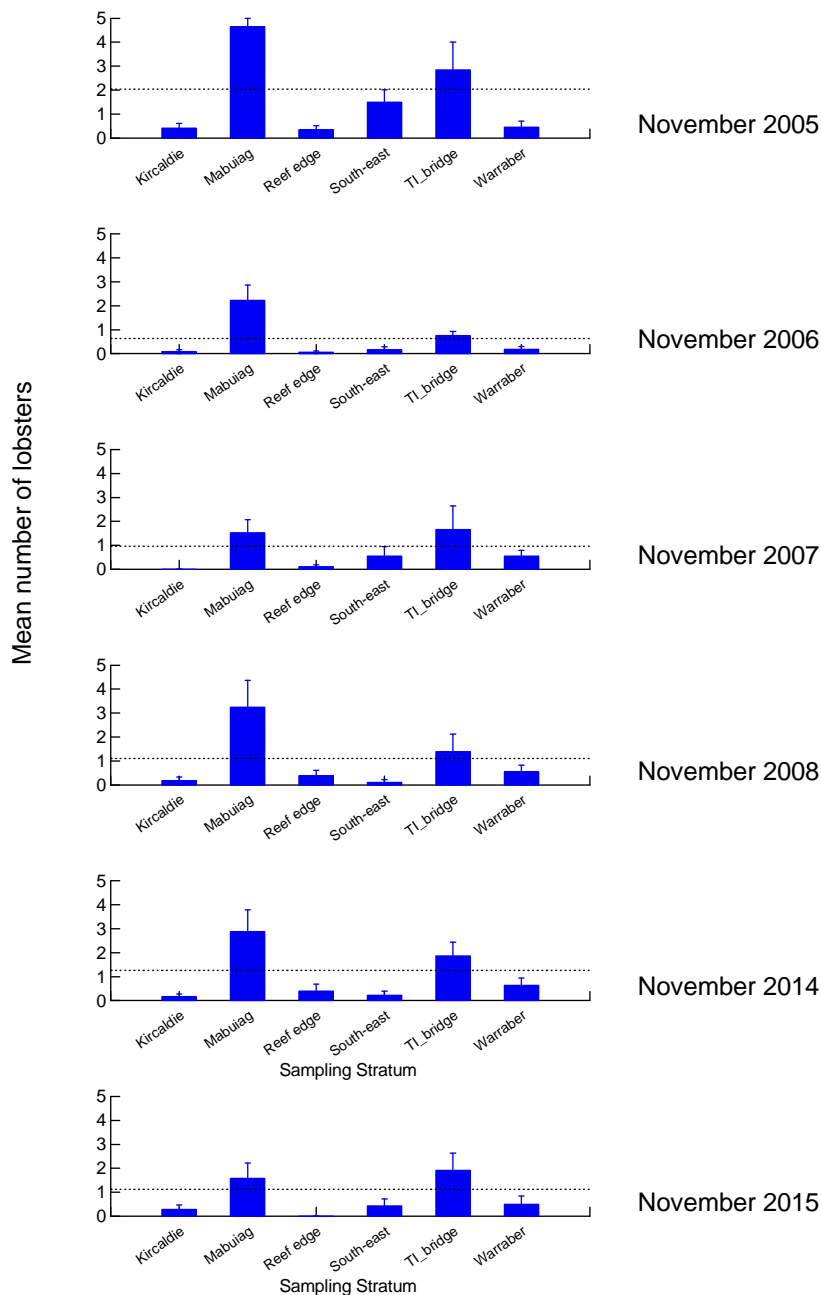 Mean number of lobsters
5
4
3
2
1
0
Kircaldie Mabuiag Reef edge South-east TI_bridge Warraber
November 2005
5
4
3
2
1
0
Kircaldie Mabuiag Reef edge South-east TI_bridge Warraber
November 2006
5
4
3
2
1
0
Kircaldie Mabuiag Reef edge South-east TI_bridge Warraber
November 2007
5
4
3
2
1
0
Kircaldie Mabuiag Reef edge South-east TI_bridge Warraber
November 2008
5
4
3
2
1
0
Kircaldie Mabuiag Reef edge South-east TI_bridge Warraber
Sampling Stratum
November 2014
5
4
3
2
1
0
Kircaldie Mabuiag Reef edge South-east TI_bridge Warraber
Sampling Stratum
November 2015